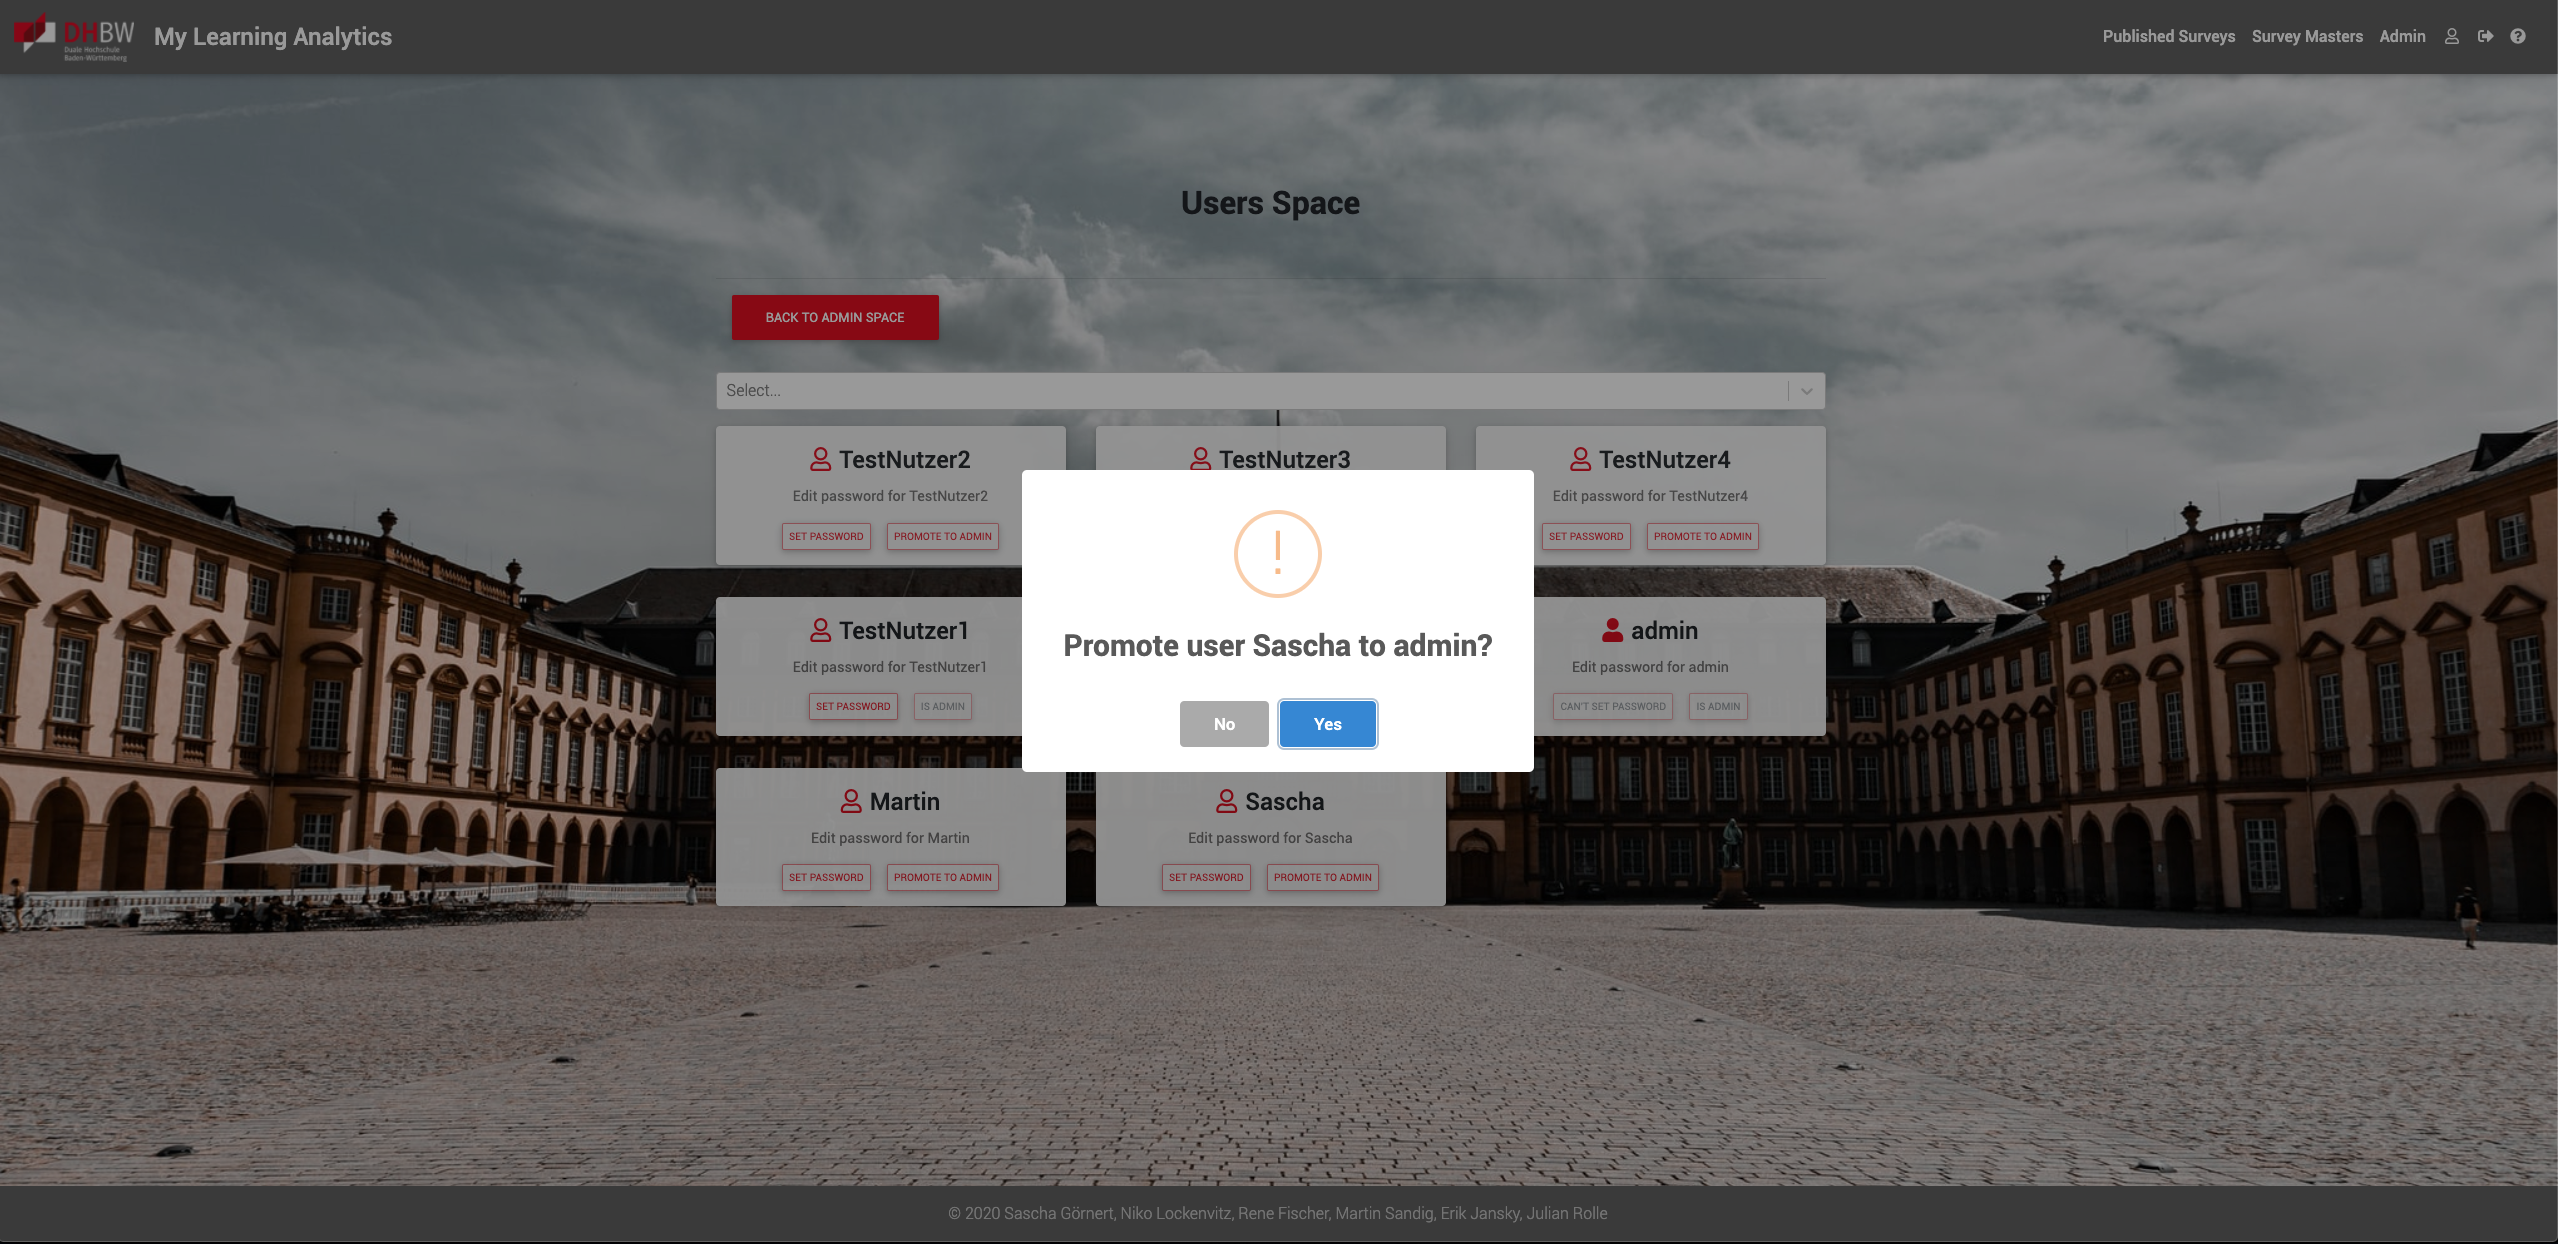 DHBW
Duale Hochschule
Baden-Württemberg
My Learning Analytics
Published Surveys
Survey Masters
Admin
Users Space
BACK TO ADMIN SPACE
Select...
TestNutzer2
Edit password for TestNutzer2
SET PASSWORD
PROMOTE TO ADMIN
TestNutzer3
TestNutzer4
Edit password for TestNutzer4
SET PASSWORD
PROMOTE TO ADMIN
Promote user Sascha to admin?
No
Yes
TestNutzer1
Edit password for TestNutzer1
SET PASSWORD
IS ADMIN
admin
Edit password for admin
CAN'T SET PASSWORD
IS ADMIN
Martin
Edit password for Martin
SET PASSWORD
PROMOTE TO ADMIN
Sascha
Edit password for Sascha
SET PASSWORD
PROMOTE TO ADMIN
© 2020 Sascha Görnert, Niko Lockenvitz, Rene Fischer, Martin Sandig, Erik Jansky, Julian Rolle